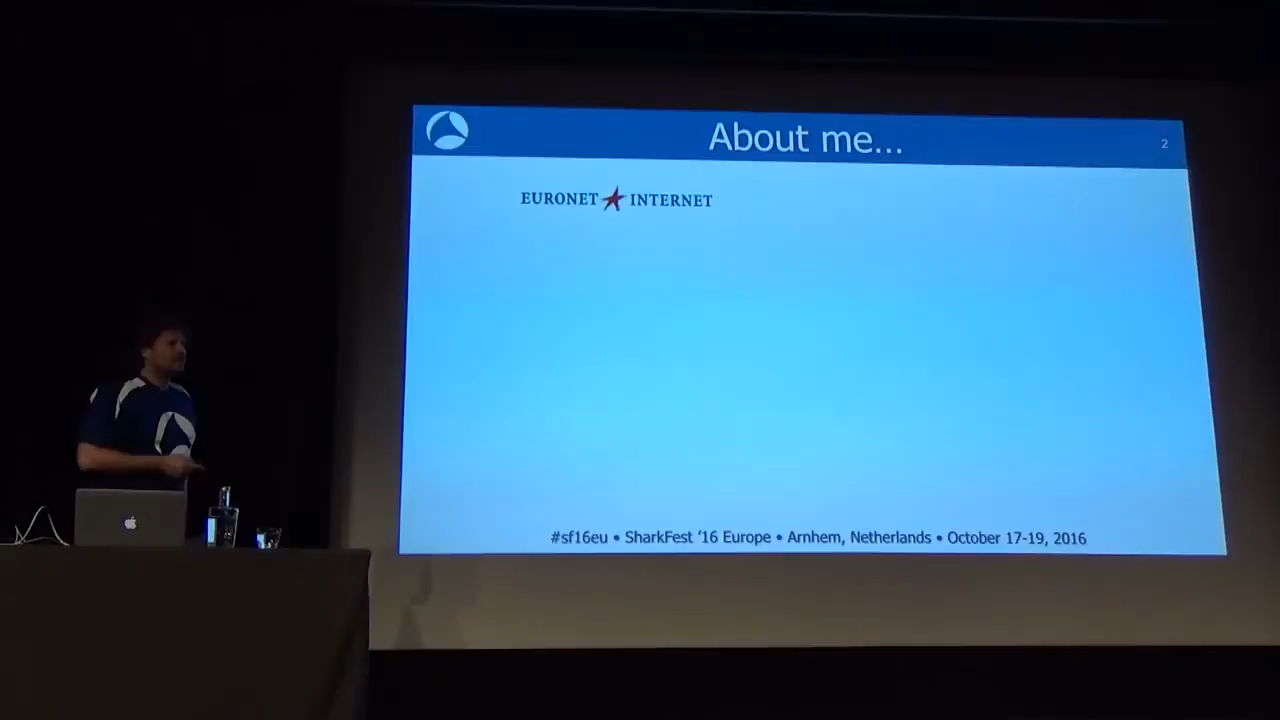 About me...
2
EURONET INTERNET
#sf16eu • SharkFest '16 Europe • Arnhem, Netherlands • October 17-19, 2016